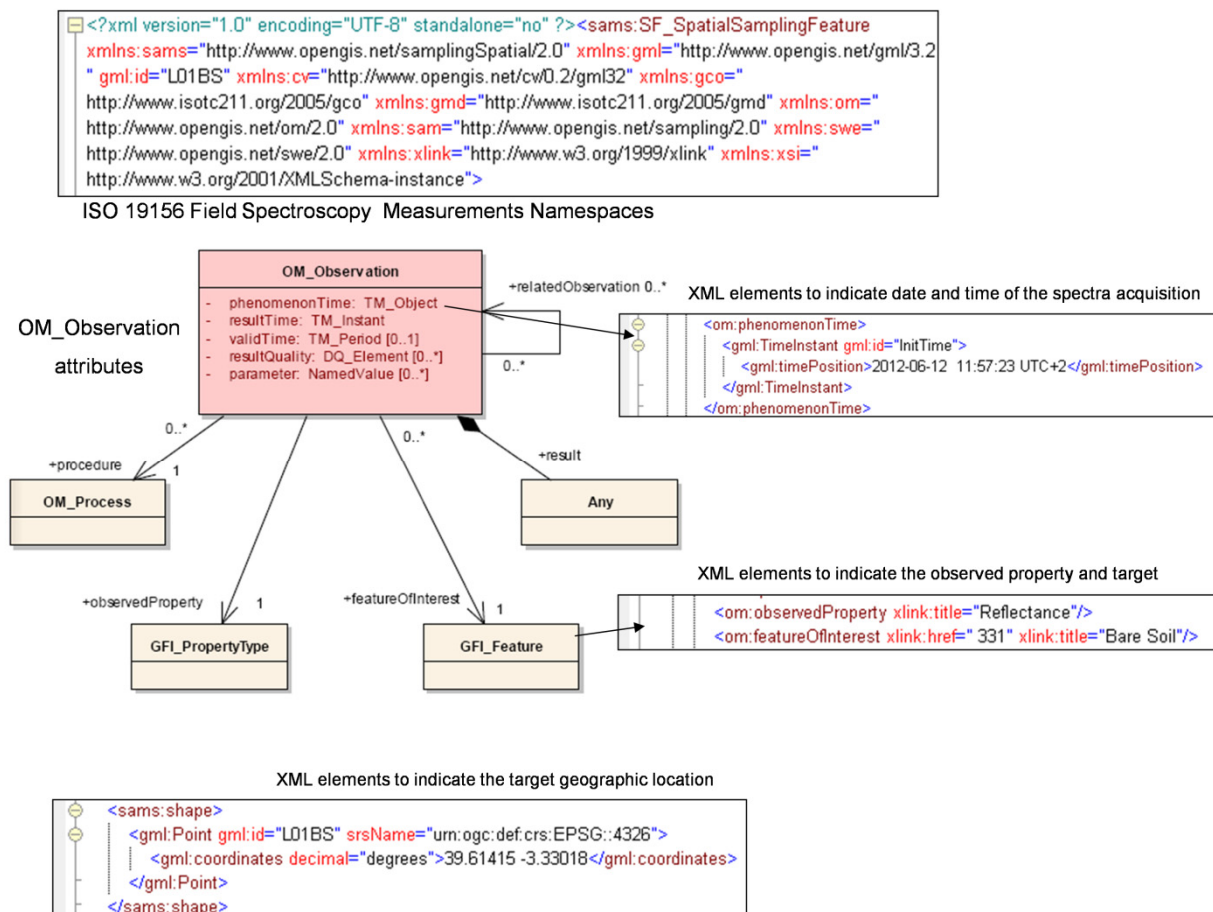 <?xml version="1.0" encoding="UTF-8" standalone="no" ?><sams:SF_SpatialSamplingFeature
xmlns:sams="http://www.opengis.net/samplingSpatial/2.0" xmlns:gml="http://www.opengis.net/gml/3.2
" gml:id="L01BS" xmlns:cv="http://www.opengis.net/cv/0.2/gml32" xmlns:gco="
http://www.isotc211.org/2005/gco" xmlns:gmd="http://www.isotc211.org/2005/gmd" xmlns:om="
http://www.opengis.net/om/2.0" xmlns:sam="http://www.opengis.net/sampling/2.0" xmlns:swe="
http://www.opengis.net/swe/2.0" xmlns:xlink="http://www.w3.org/1999/xlink" xmlns:xsi="
http://www.w3.org/2001/XMLSchema-instance">
ISO 19156 Field Spectroscopy Measurements Namespaces
OM_Observation
attributes
OM_Observation
- phenomenonTime: TM_Object
- resultTime: TM_Instant
- validTime: TM_Period [0..1]
- resultQuality: DQ_Element [0..*]
- parameter: NamedValue [0..*]
+relatedObservation 0..*
0..*
XML elements to indicate date and time of the spectra acquisition
<om:phenomenonTime>
<gml:TimeInstant gml:id="InitTime">
<gml:timePosition>2012-06-12 11:57:23 UTC+2</gml:timePosition>
</gml:TimeInstant>
</om:phenomenonTime>
0..*
+procedure
1
OM_Process
0..*
+result
Any
+observedProperty
1
GFI_PropertyType
+featureOfInterest
1
GFI_Feature
XML elements to indicate the observed property and target
<om:observedProperty xlink:title="Reflectance"/>
<om:featureOfInterest xlink:href=" 331" xlink:title="Bare Soil"/>
XML elements to indicate the target geographic location
<sams:shape>
<gml:Point gml:id="L01BS" srsName="urn:ogc:def:crs:EPSG::4326">
<gml:coordinates decimal="degrees">39.61415 -3.33018</gml:coordinates>
</gml:Point>
</sams:shape>